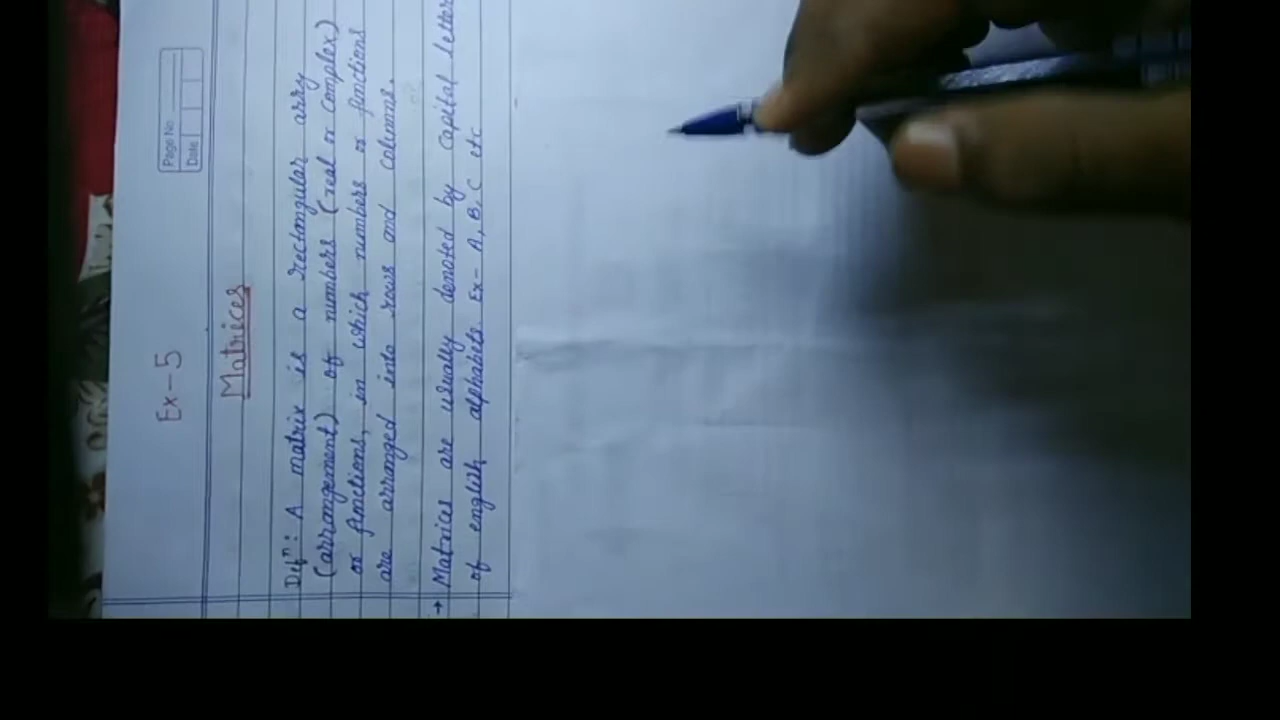 Page No.
Date
Ex-5
Matrices
Defⁿ: A matrix is a rectangular arry
(arrangement) of numbers (real or complex)
or functions, in which numbers or functions
are arranged into rows and columns.
→ Matrices are usually denoted by capital letter
of english alphabets. Ex- A, B, C etc